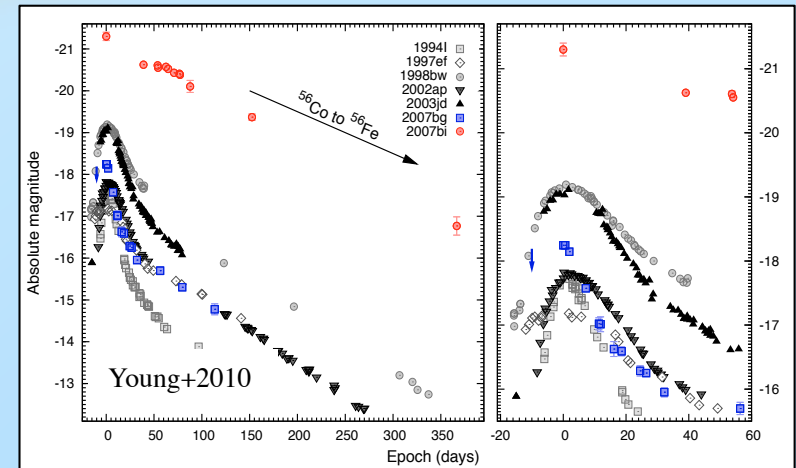 -21
-20
-19
-18
-17
-16
-15
-14
-13
Absolute magnitude
1994I
1997ef
1998bw
2002ap
2003jd
2007bg
2007bi
56Co to 56Fe
Young+2010
0
50
100
150
200
250
300
350
Epoch (days)
-21
-20
-19
-18
-17
-16
-20
0
20
40
60
Epoch (days)